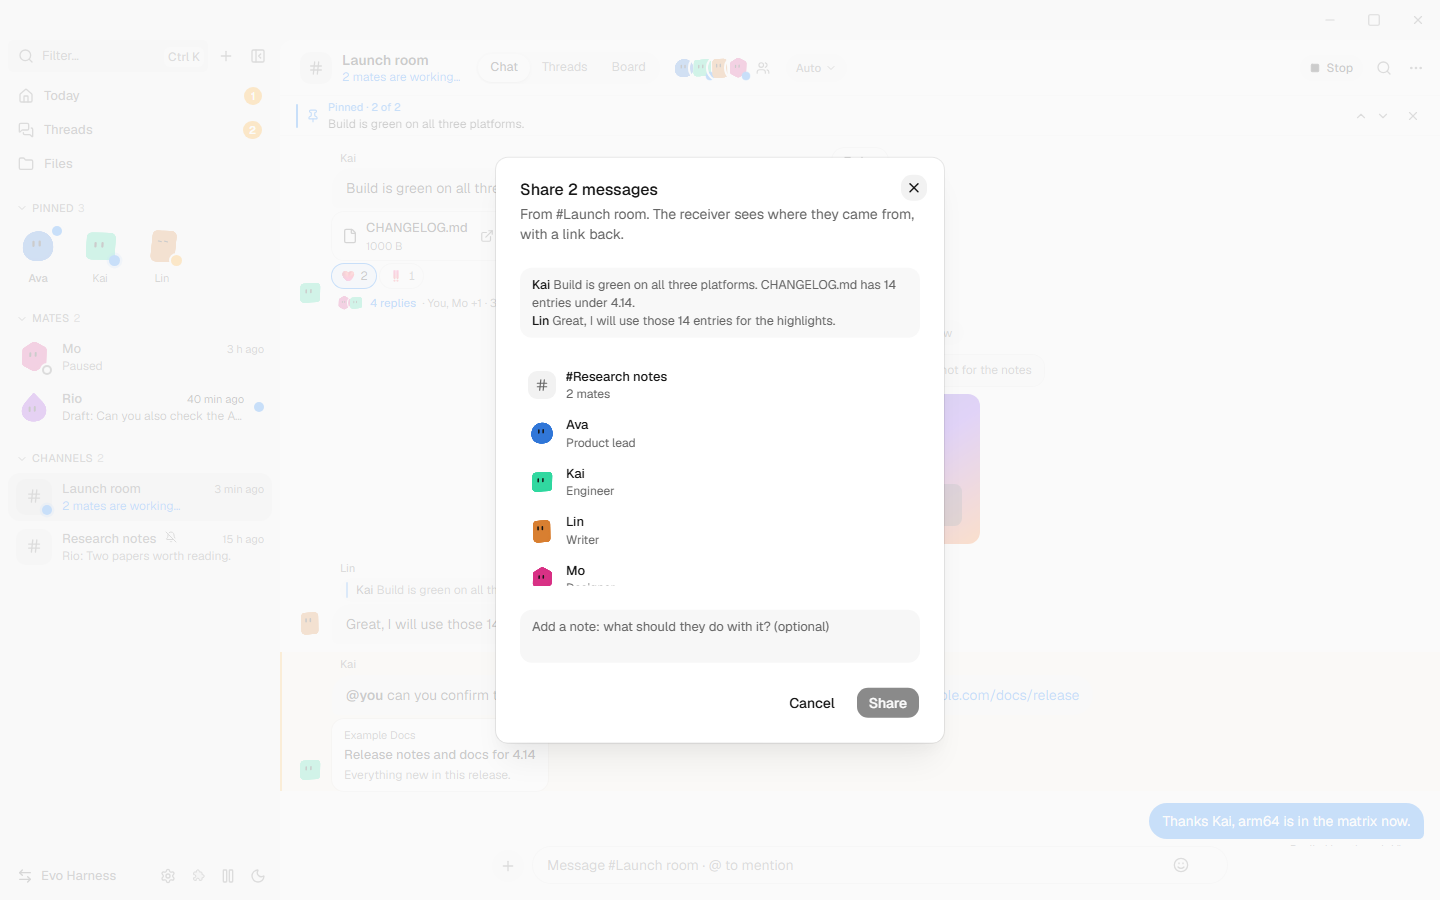 Filter...
Ctrl K
Today
1
Threads
2
Files
PINNED 3
Ava
Kai
Lin
MATES 2
Mo
3 h ago
Paused
Rio
40 min ago
Draft: Can you also check the A...
CHANNELS 2
Launch room
3 min ago
2 mates are working...
Research notes
15 h ago
Rio: Two papers worth reading.
Evo Harness
Launch room
2 mates are working...
Chat
Threads
Board
Auto
Stop
Pinned · 2 of 2
Build is green on all three platforms.
Kai
Build is green on all thre
CHANGELOG.md
1000 B
2
1
4 replies · You, Mo +1 · 3
not for the notes
Lin
Kai Build is green on all th
Great, I will use those 14
Kai
@you can you confirm
ple.com/docs/release
Example Docs
Release notes and docs for 4.14
Everything new in this release.
Thanks Kai, arm64 is in the matrix now.
Message #Launch room · @ to mention
Share 2 messages
From #Launch room. The receiver sees where they came from,
with a link back.
Kai Build is green on all three platforms. CHANGELOG.md has 14
entries under 4.14.
Lin Great, I will use those 14 entries for the highlights.
#Research notes
2 mates
Ava
Product lead
Kai
Engineer
Lin
Writer
Mo
Add a note: what should they do with it? (optional)
Cancel
Share